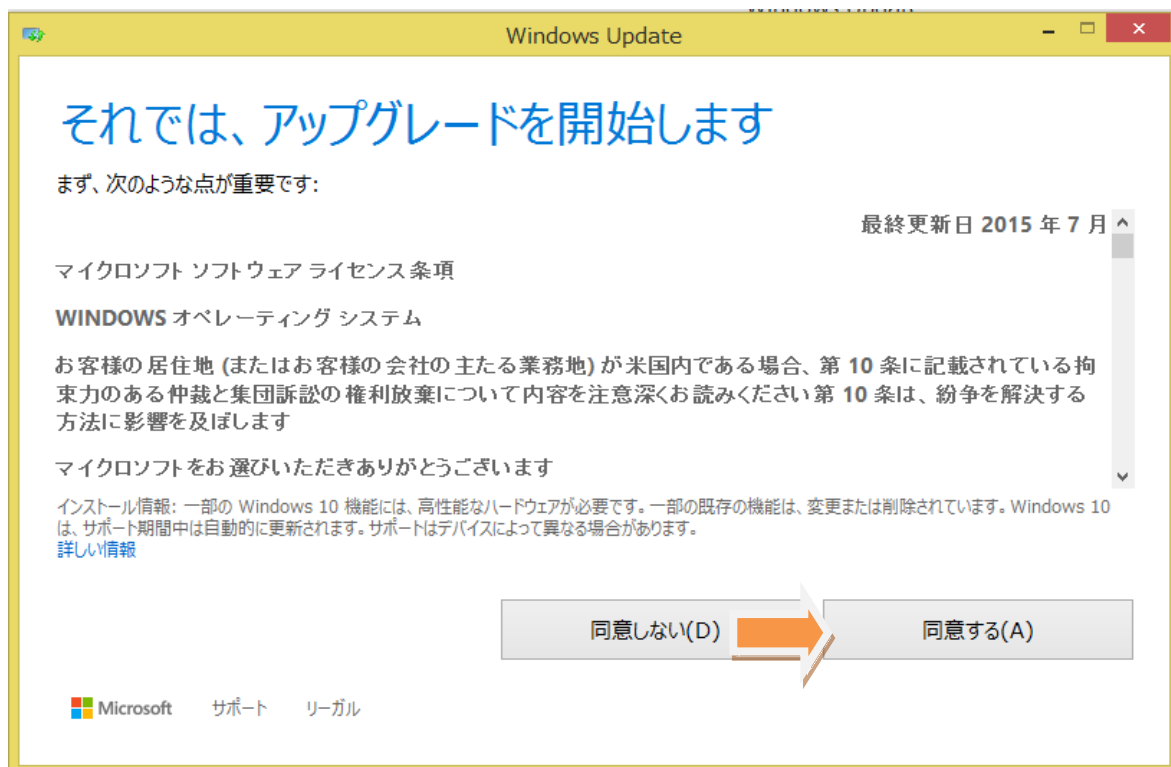 Windows Update
それでは、アップグレードを開始します
まず、次のような点が重要です:
最終更新日 2015 年 7 月
マイクロソフト ソフトウェア ライセンス条項
WINDOWS オペレーティング システム
お客様の居住地 (またはお客様の会社の主たる業務地) が米国内である場合、第 10 条に記載されている拘
束力のある仲裁と集団訴訟の権利放棄について内容を注意深くお読みください第 10 条は、紛争を解決する
方法に影響を及ぼします
マイクロソフトをお選びいただきありがとうございます
インストール情報: 一部の Windows 10 機能には、高性能なハードウェアが必要です。一部の既存の機能は、変更または削除されています。Windows 10
は、サポート期間中は自動的に更新されます。サポートはデバイスによって異なる場合があります。
詳しい情報
同意しない(D)
同意する(A)
Microsoft サポート リーガル